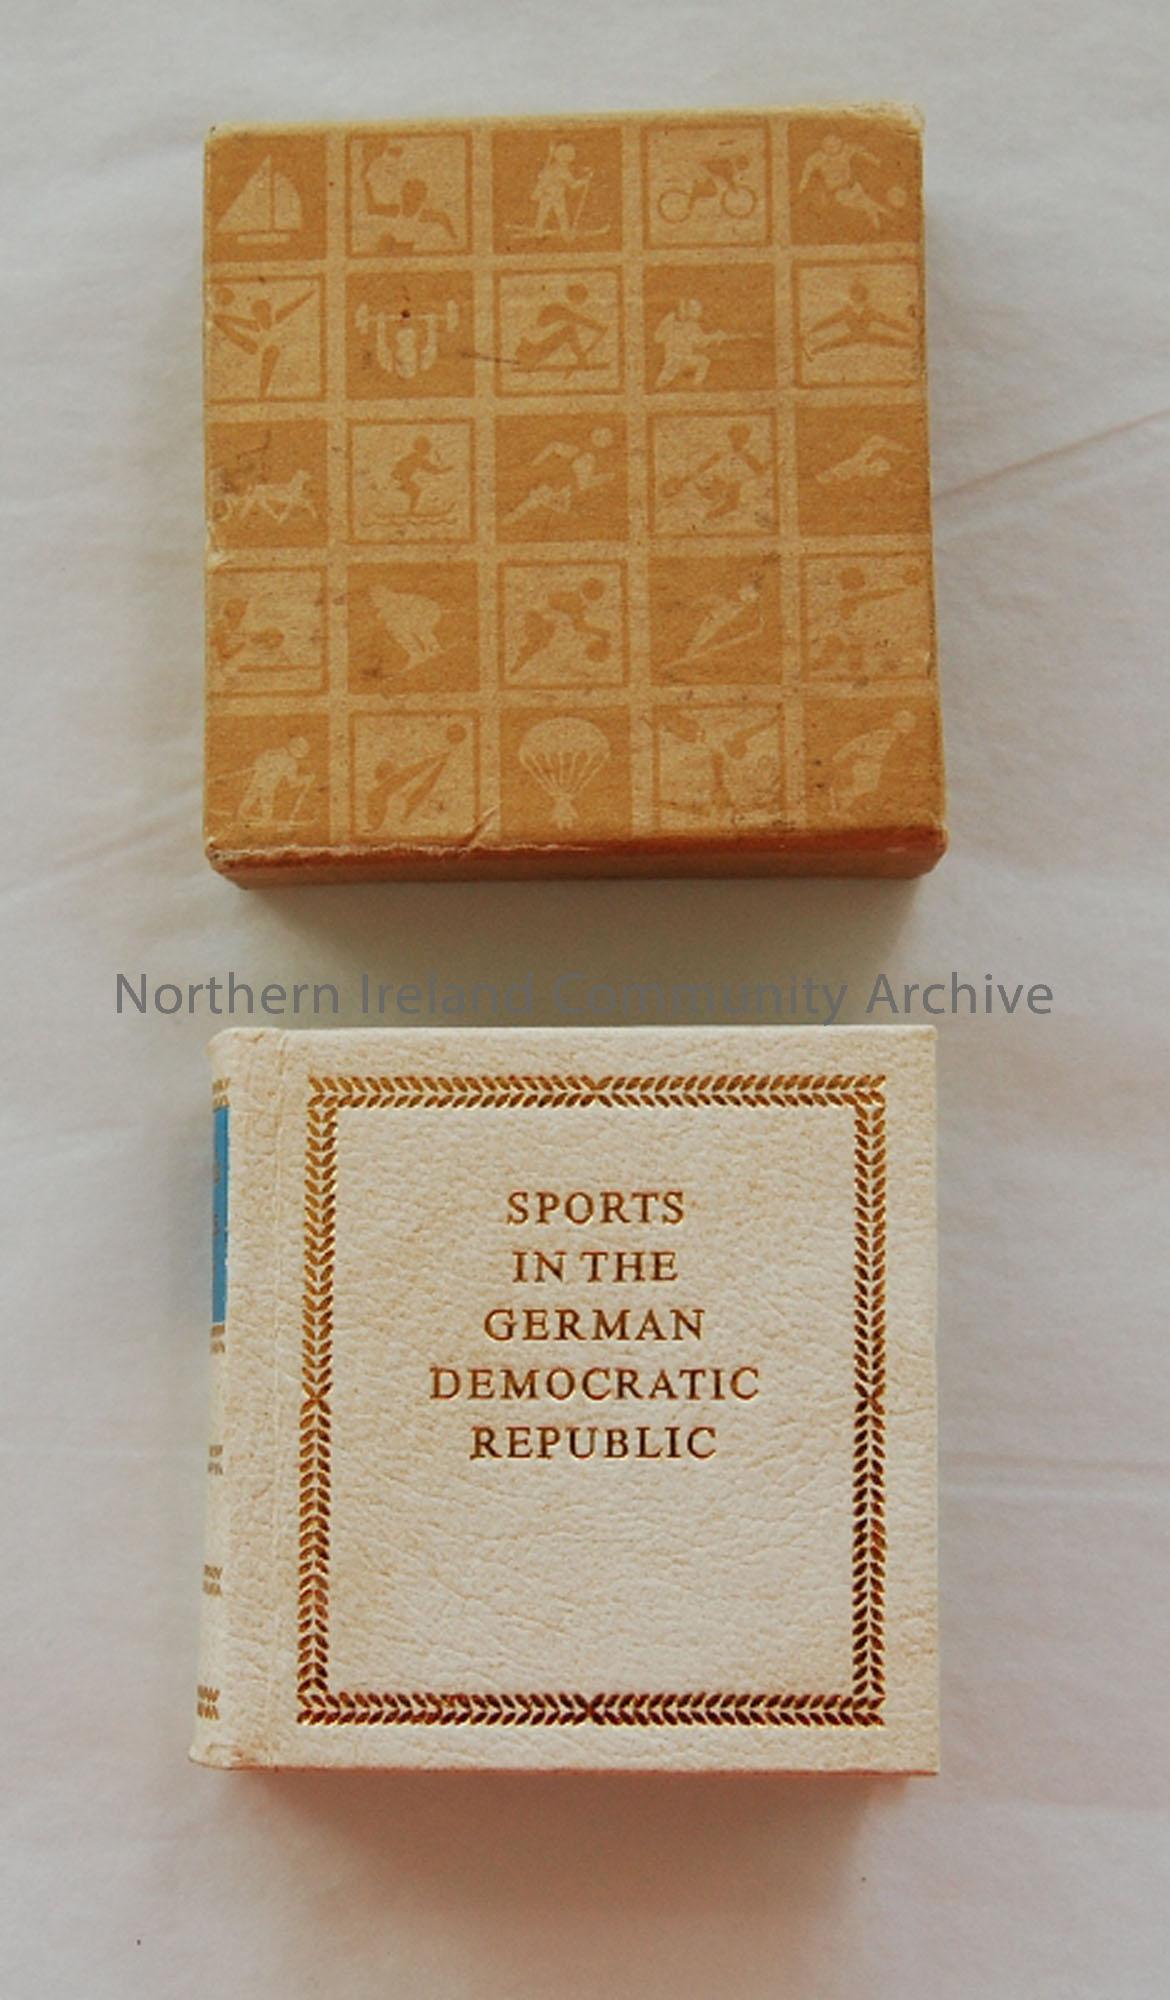 Northern Ireland Community Archive
SPORTS
IN THE
GERMAN
DEMOCRATIC
REPUBLIC